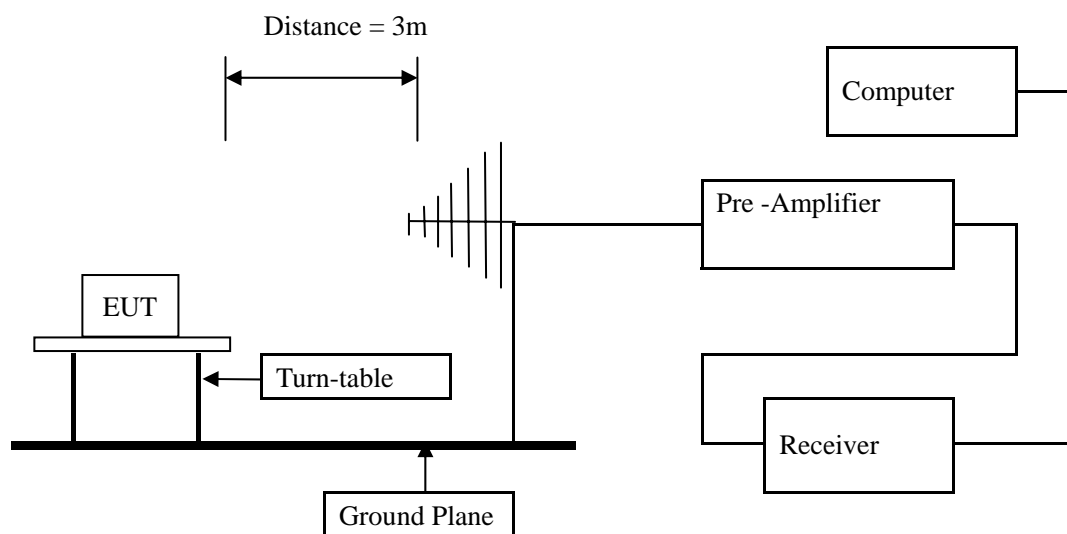 Distance = 3m
Computer
Pre -Amplifier
EUT
Turn-table
Receiver
Ground Plane